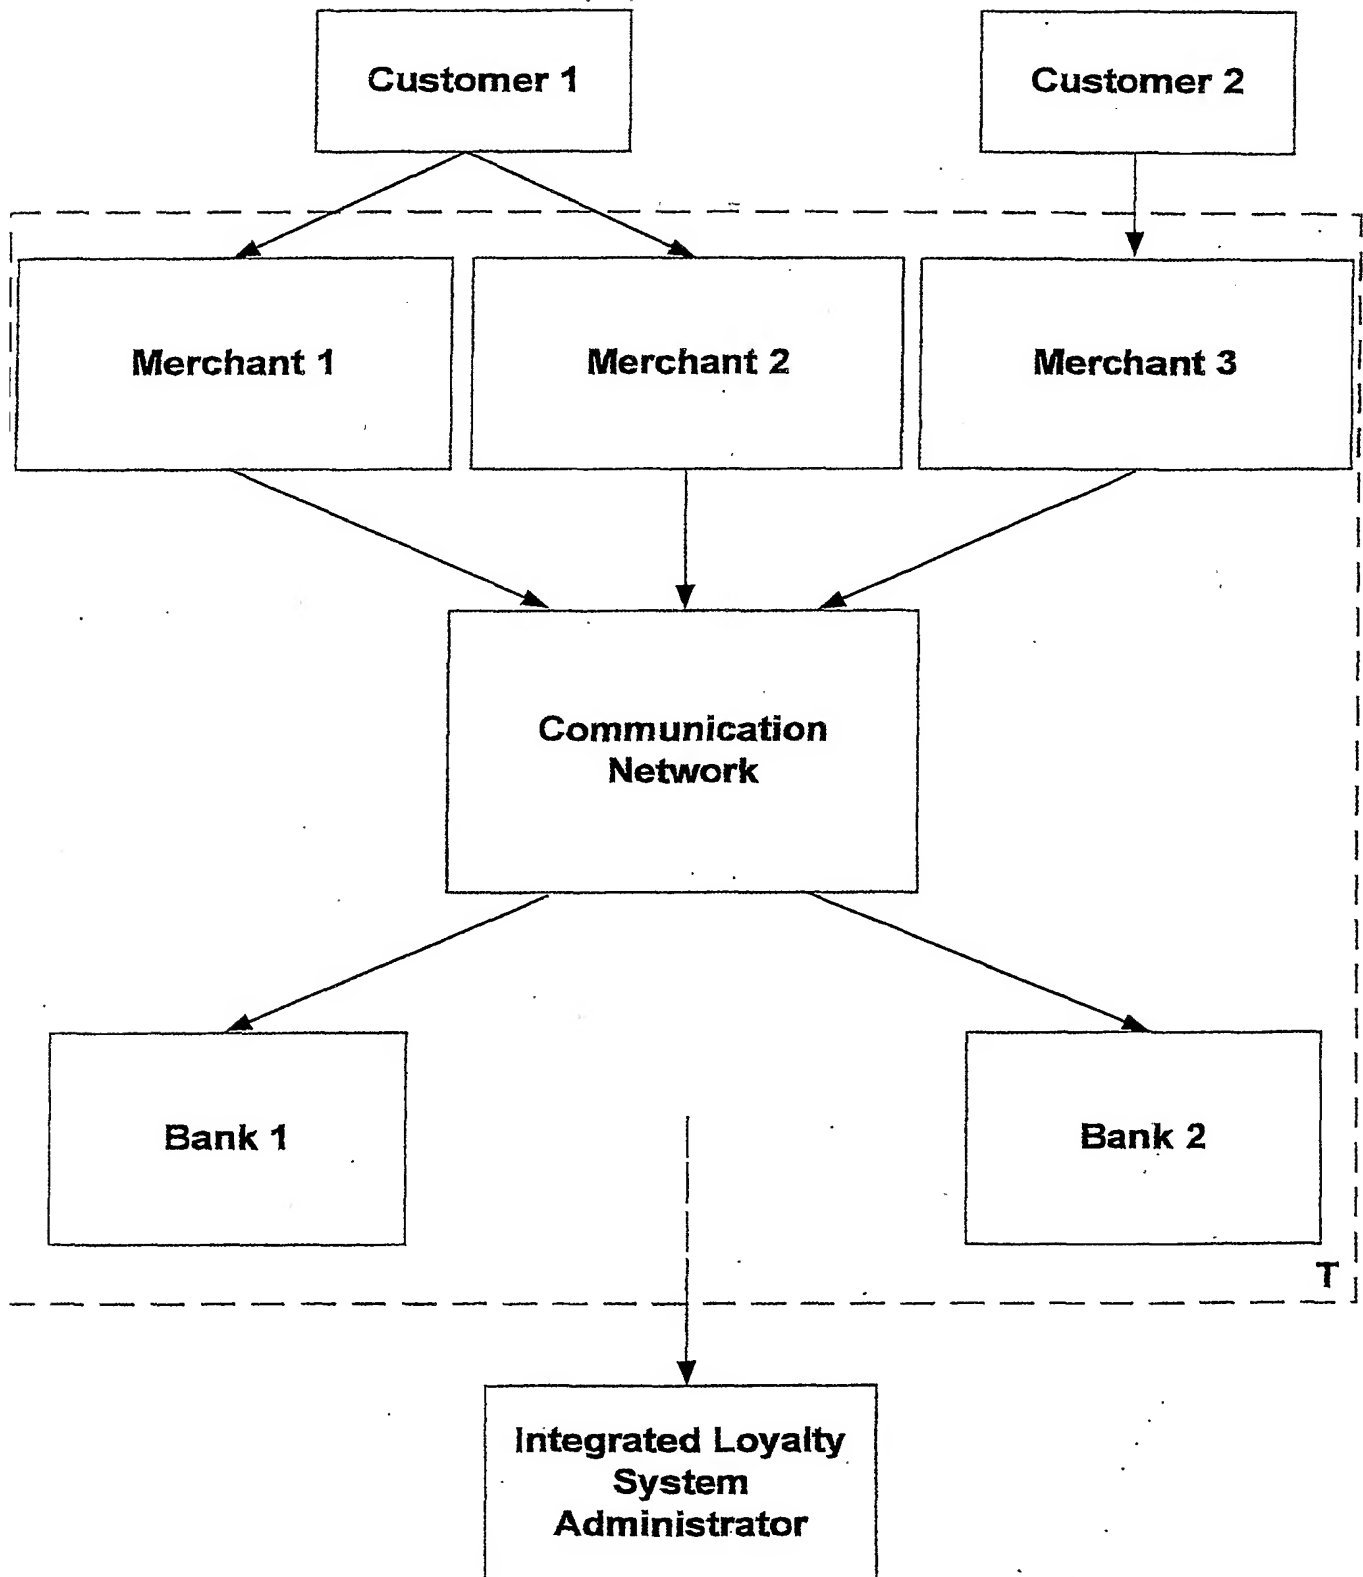 Customer 1
Customer 2
Merchant 1
Merchant 2
Merchant 3
Communication
Network
Bank 1
Bank 2
T
Integrated Loyalty
System
Administrator